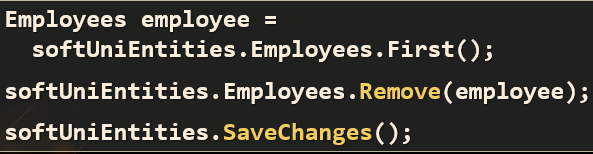 Employees employee =
softUniEntities.Employees.First();
softUniEntities.Employees.Remove(employee);
softUniEntities.SaveChanges();